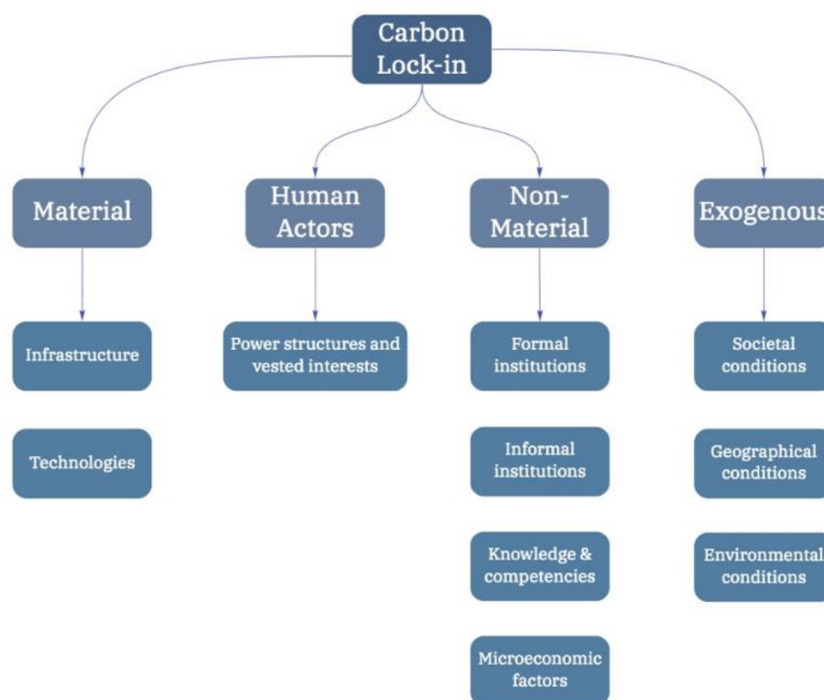 Carbon
Lock-in
Material
Human
Actors
Non-
Material
Exogenous
Infrastructure
Technologies
Power structures and
vested interests
Formal
institutions
Informal
institutions
Knowledge &
competencies
Microeconomic
factors
Societal
conditions
Geographical
conditions
Environmental
conditions